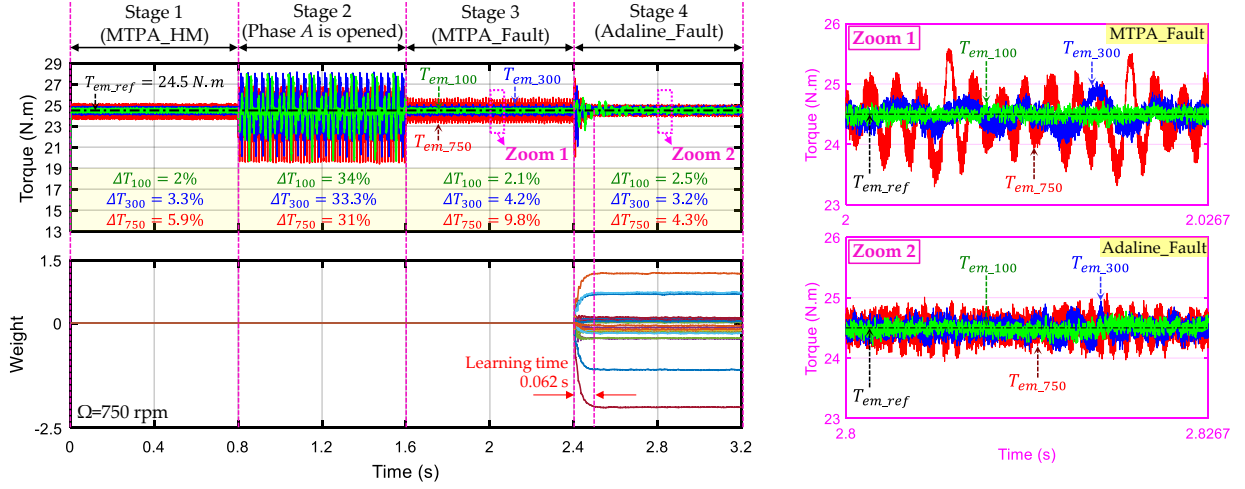 Stage 1
(MTPA_HM)
Stage 2
(Phase A is opened)
Stage 3
(MTPA_Fault)
Stage 4
(Adaline_Fault)
29
27
25
23
21
19
17
15
13
Torque (N.m)
T_em_ref = 24.5 N.m
T_em_100
T_em_300
T_em_750
Zoom 1
Zoom 2
ΔT_100 = 2%
ΔT_300 = 3.3%
ΔT_750 = 5.9%
ΔT_100 = 34%
ΔT_300 = 33.3%
ΔT_750 = 31%
ΔT_100 = 2.1%
ΔT_300 = 4.2%
ΔT_750 = 9.8%
ΔT_100 = 2.5%
ΔT_300 = 3.2%
ΔT_750 = 4.3%
1.5
0
-2.5
Weight
Learning time
0.062 s
Ω=750 rpm
0 0.4 0.8 1.2 1.6 2 2.4 2.8 3.2
Time (s)
Zoom 1
MTPA_Fault
26
25
24
23
Torque (N.m)
T_em_100
T_em_300
T_em_ref
T_em_750
2 2.0267
Zoom 2
Adaline_Fault
26
25
24
23
Torque (N.m)
T_em_100
T_em_300
T_em_750
T_em_ref
2.8 2.8267
Time (s)